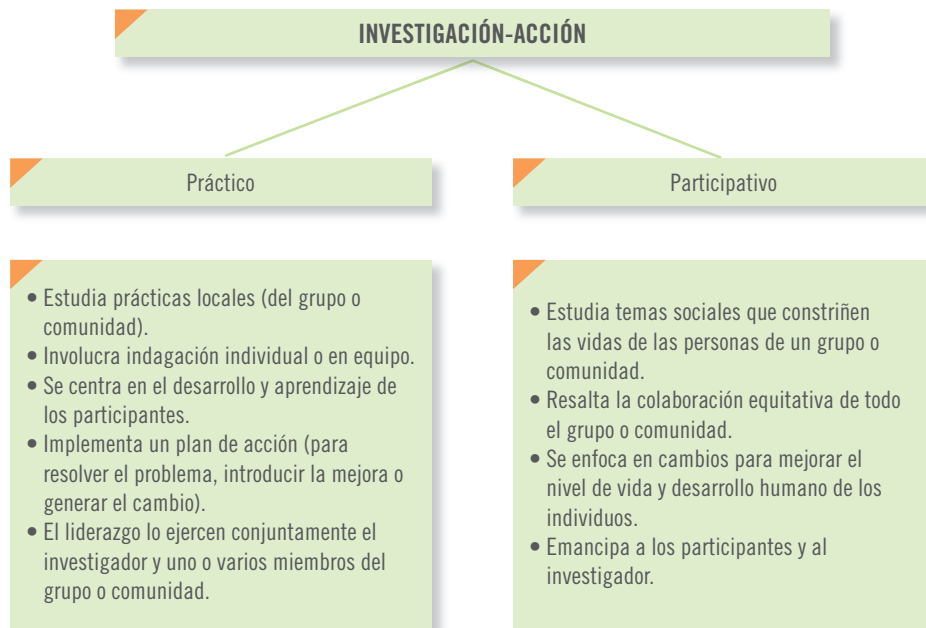 INVESTIGACIÓN-ACCIÓN
Práctico
• Estudia prácticas locales (del grupo o
comunidad).
• Involucra indagación individual o en equipo.
• Se centra en el desarrollo y aprendizaje de
los participantes.
• Implementa un plan de acción (para
resolver el problema, introducir la mejora o
generar el cambio).
• El liderazgo lo ejercen conjuntamente el
investigador y uno o varios miembros del
grupo o comunidad.
Participativo
• Estudia temas sociales que constriñen
las vidas de las personas de un grupo o
comunidad.
• Resalta la colaboración equitativa de todo
el grupo o comunidad.
• Se enfoca en cambios para mejorar el
nivel de vida y desarrollo humano de los
individuos.
• Emancipa a los participantes y al
investigador.